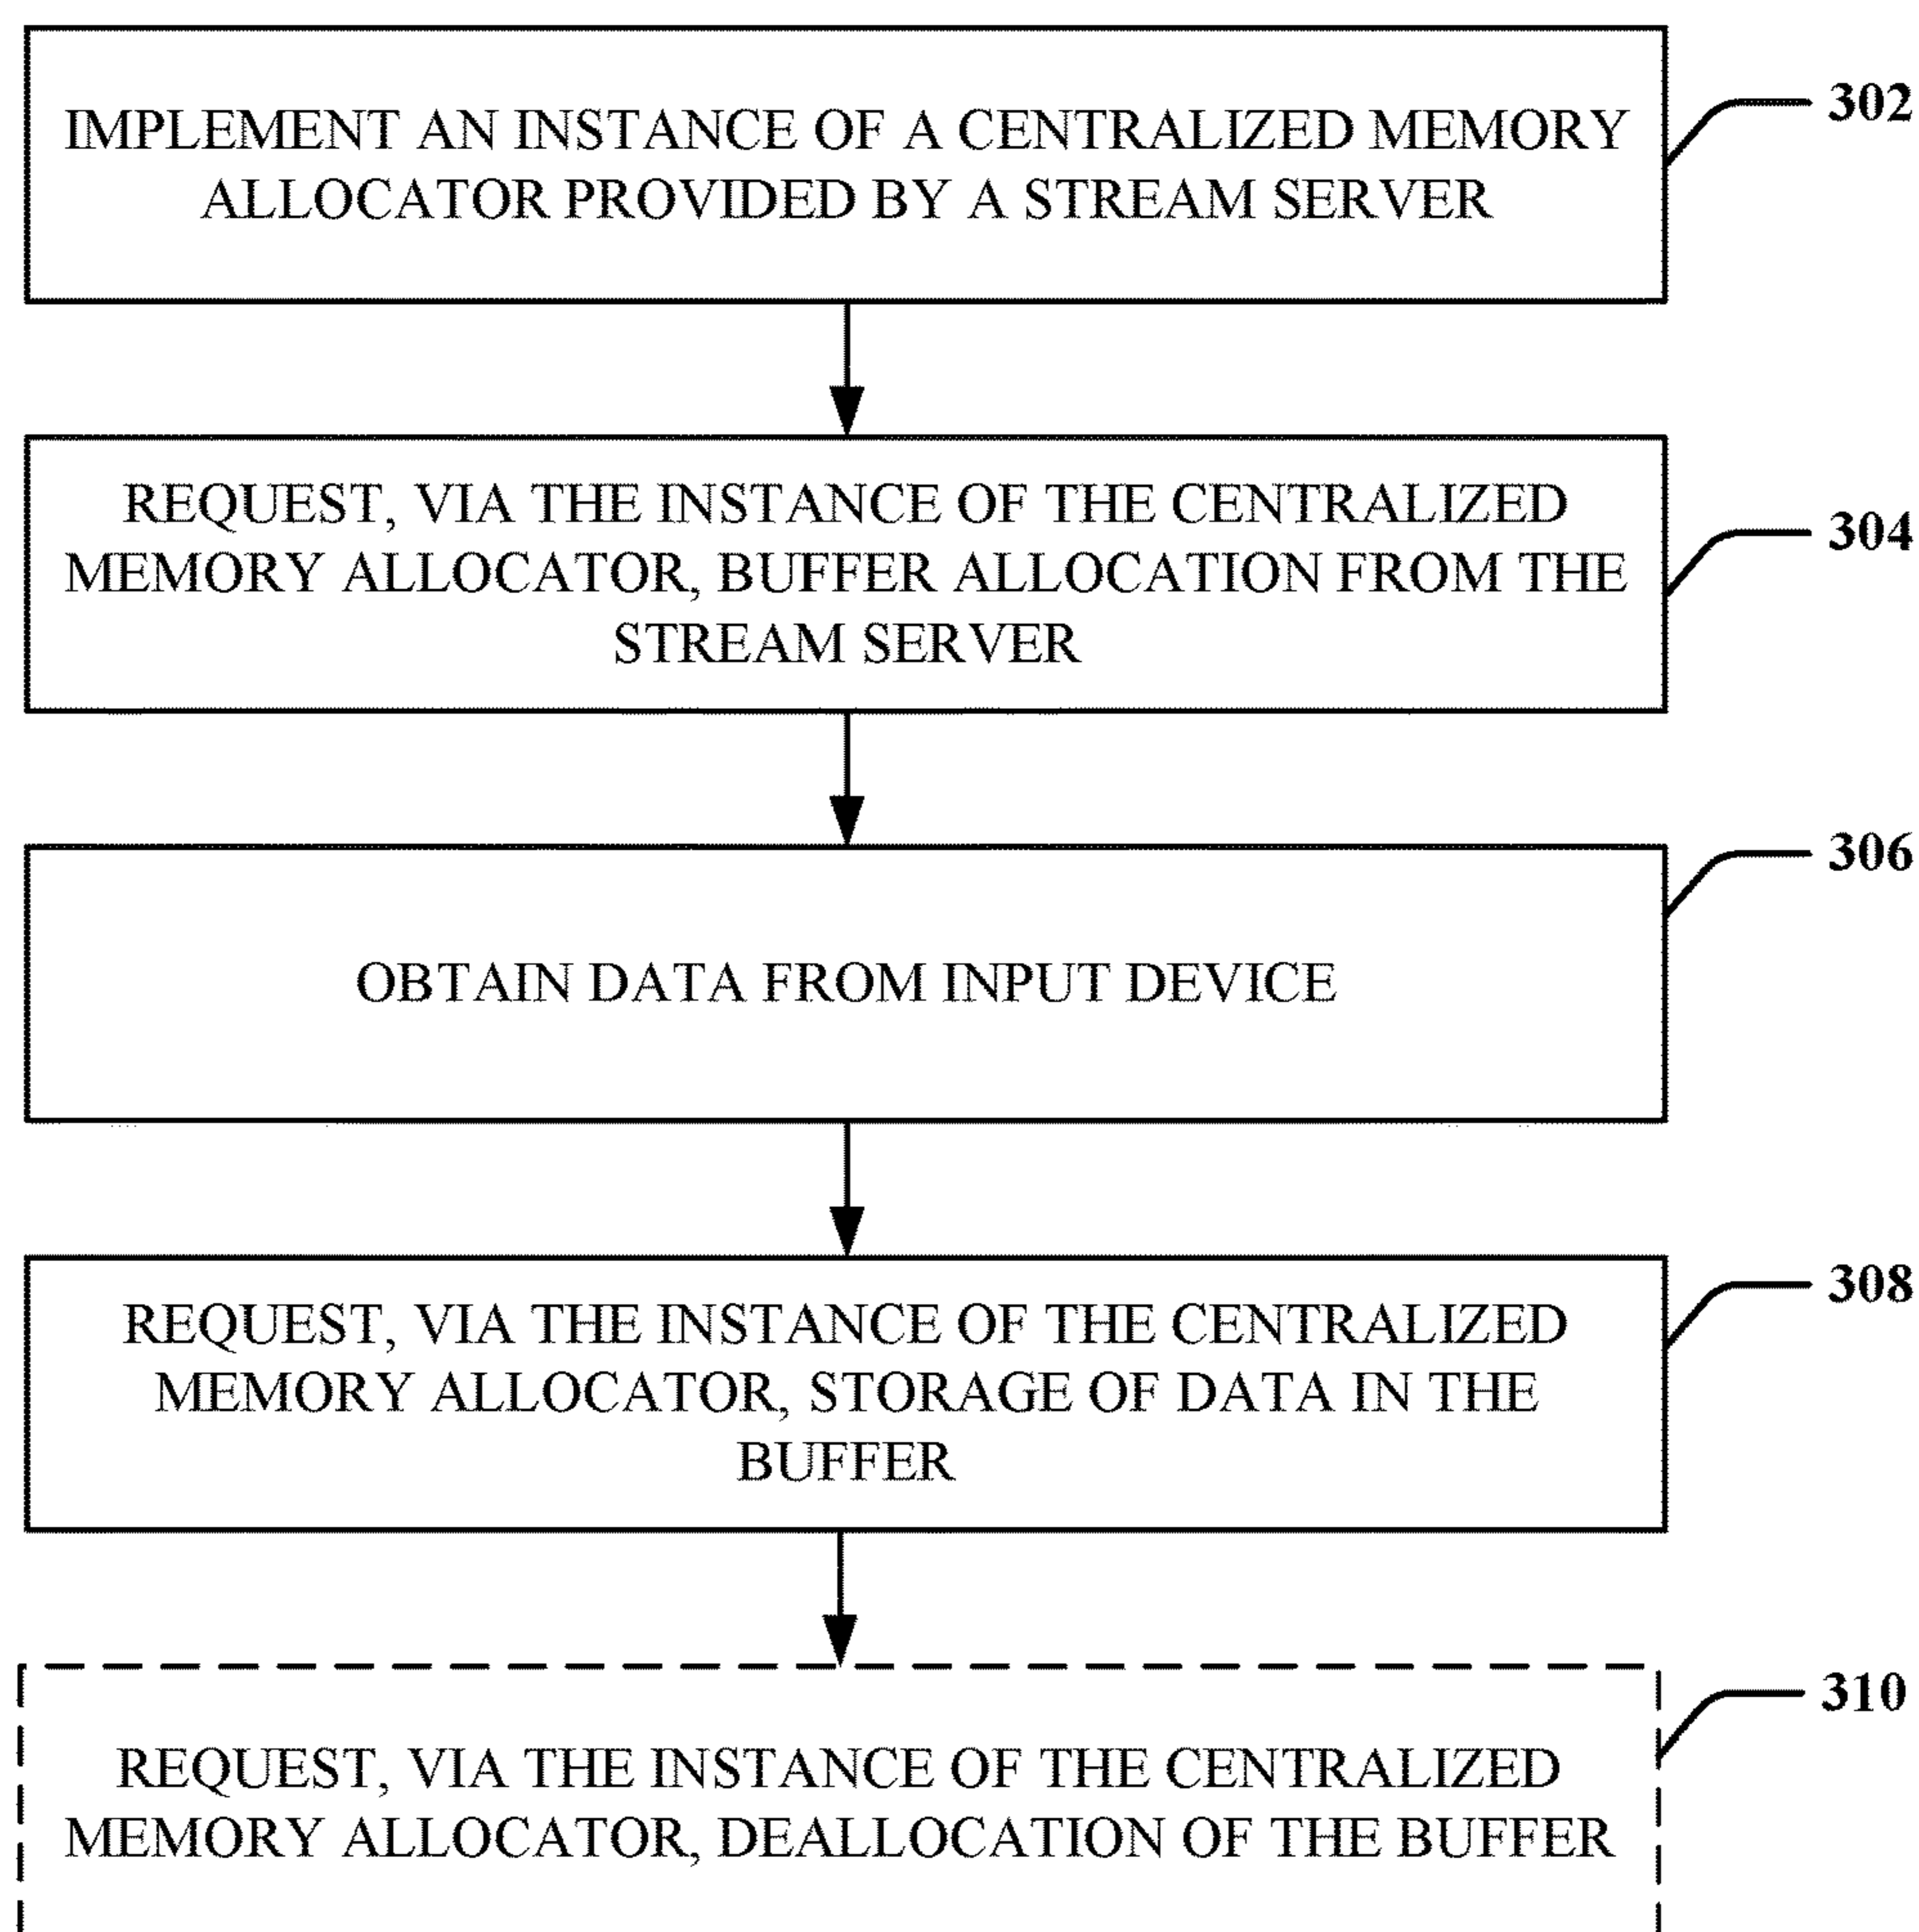 IMPLEMENT AN INSTANCE OF A CENTRALIZED MEMORY
ALLOCATOR PROVIDED BY A STREAM SERVER
302
REQUEST, VIA THE INSTANCE OF THE CENTRALIZED
MEMORY ALLOCATOR, BUFFER ALLOCATION FROM THE
STREAM SERVER
304
OBTAIN DATA FROM INPUT DEVICE
306
REQUEST, VIA THE INSTANCE OF THE CENTRALIZED
MEMORY ALLOCATOR, STORAGE OF DATA IN THE
BUFFER
308
REQUEST, VIA THE INSTANCE OF THE CENTRALIZED
MEMORY ALLOCATOR, DEALLOCATION OF THE BUFFER
310